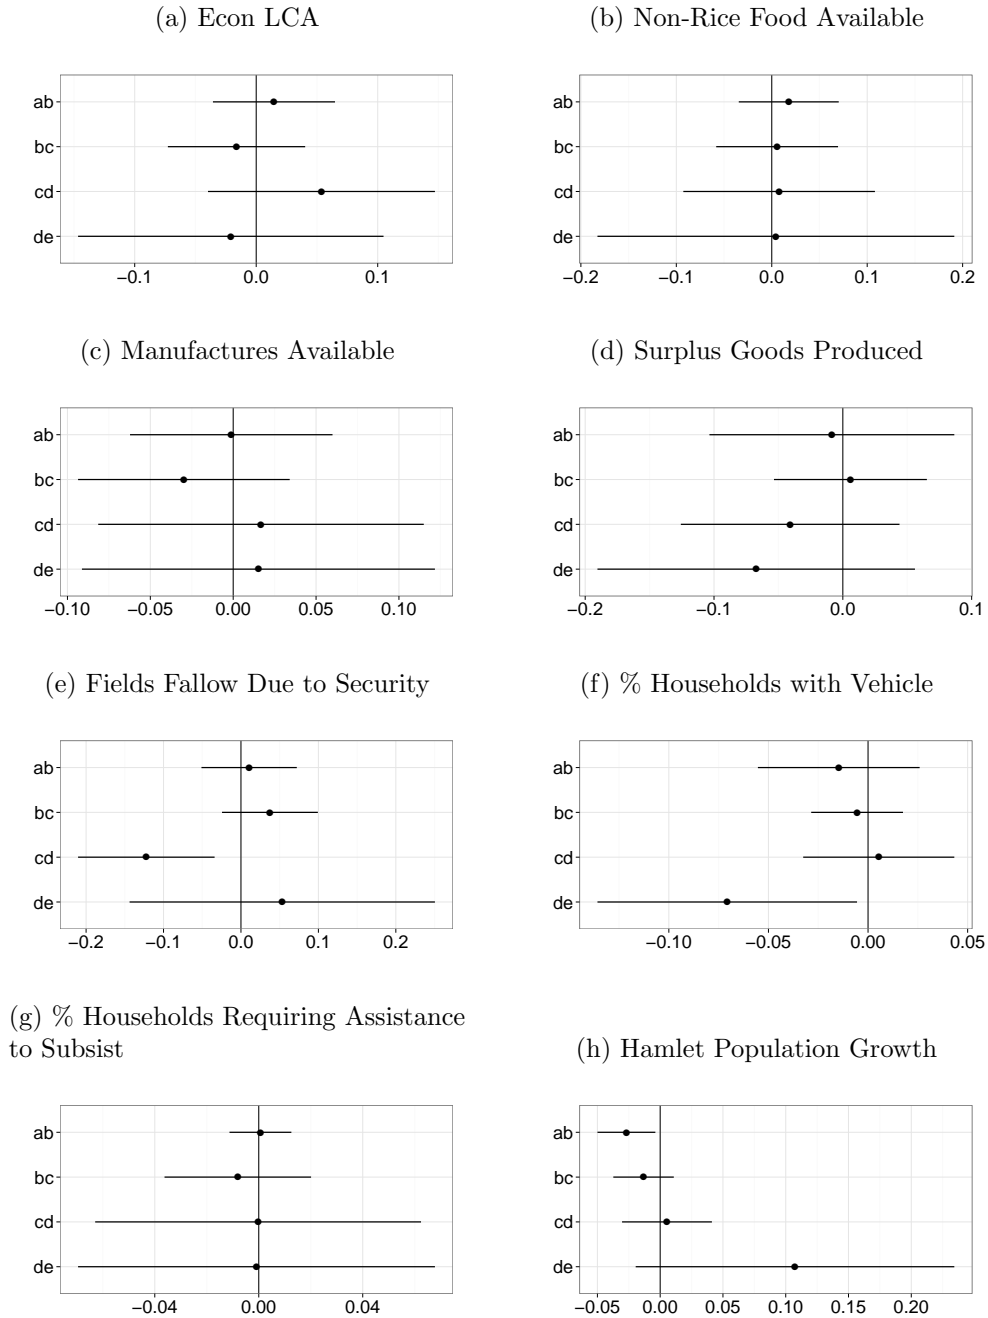 (a) Econ LCA
ab
bc
cd
de
−0.1 0.0 0.1
(b) Non-Rice Food Available
ab
bc
cd
de
−0.2 −0.1 0.0 0.1 0.2
(c) Manufactures Available
ab
bc
cd
de
−0.10 −0.05 0.00 0.05 0.10
(d) Surplus Goods Produced
ab
bc
cd
de
−0.2 −0.1 0.0 0.1
(e) Fields Fallow Due to Security
ab
bc
cd
de
−0.2 −0.1 0.0 0.1 0.2
(f) % Households with Vehicle
ab
bc
cd
de
−0.10 −0.05 0.00 0.05
(g) % Households Requiring Assistance
to Subsist
ab
bc
cd
de
−0.04 0.00 0.04
(h) Hamlet Population Growth
ab
bc
cd
de
−0.05 0.00 0.05 0.10 0.15 0.20